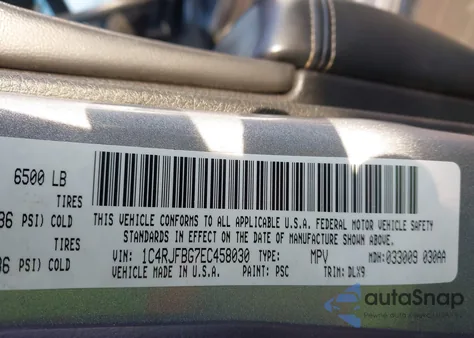 6500 LB
TIRES
36 PSI) COLD
TIRES
36 PSI) COLD
THIS VEHICLE CONFORMS TO ALL APPLICABLE U.S.A. FEDERAL MOTOR VEHICLE SAFETY
STANDARDS IN EFFECT ON THE DATE OF MANUFACTURE SHOWN ABOVE.
VIN: 1C4RJFBG7EC458030 TYPE: MPV MDH: 033009 030AA
VEHICLE MADE IN U.S.A. PAINT: PSC TRIM: DLX9
autoSnap